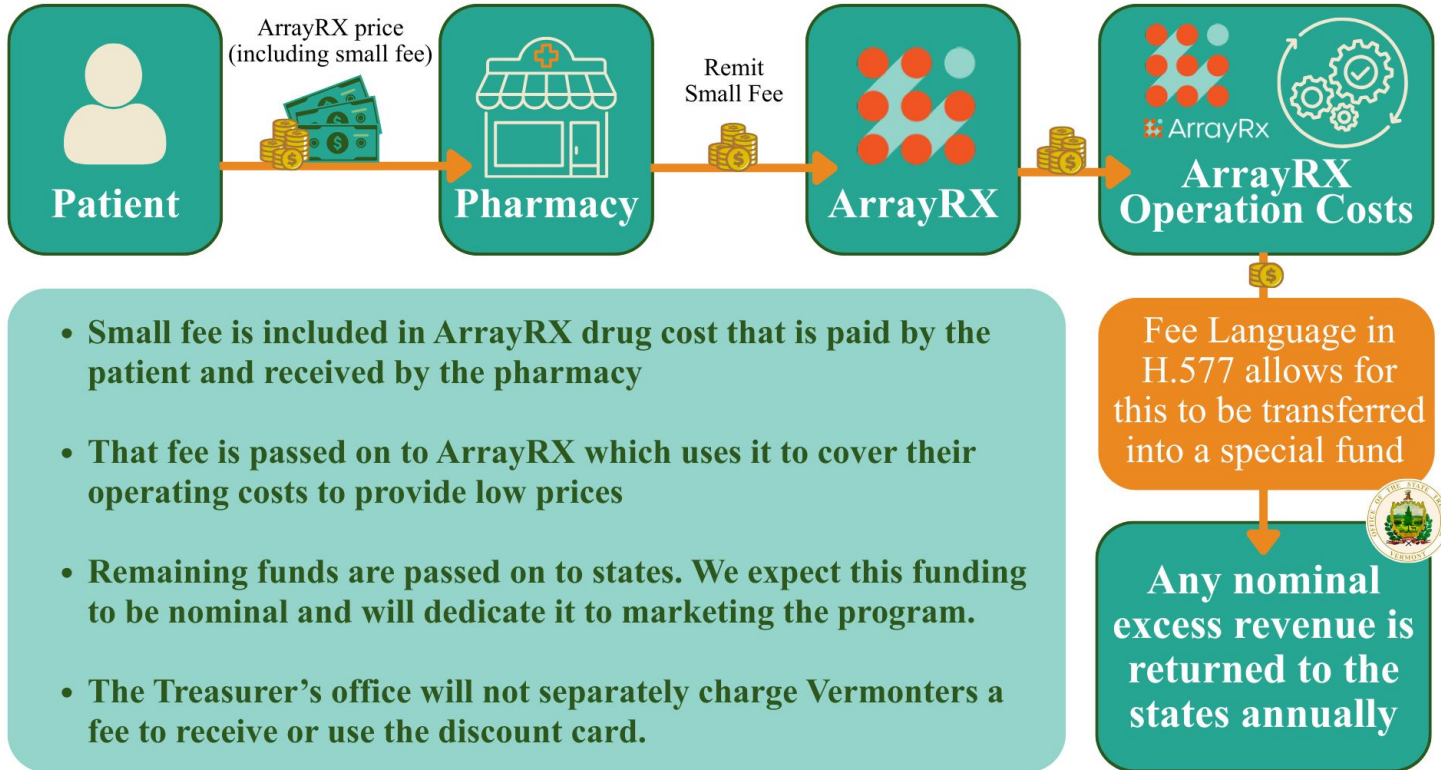 ArrayRX price
(including small fee)
Patient
Pharmacy
Remit
Small Fee
ArrayRX
ArrayRx
ArrayRX
Operation Costs
• Small fee is included in ArrayRX drug cost that is paid by the
patient and received by the pharmacy
• That fee is passed on to ArrayRX which uses it to cover their
operating costs to provide low prices
• Remaining funds are passed on to states. We expect this funding
to be nominal and will dedicate it to marketing the program.
• The Treasurer’s office will not separately charge Vermonters a
fee to receive or use the discount card.
Fee Language in
H.577 allows for
this to be transferred
into a special fund
OFFICE OF THE STATE
VERMONT
Any nominal
excess revenue is
returned to the
states annually